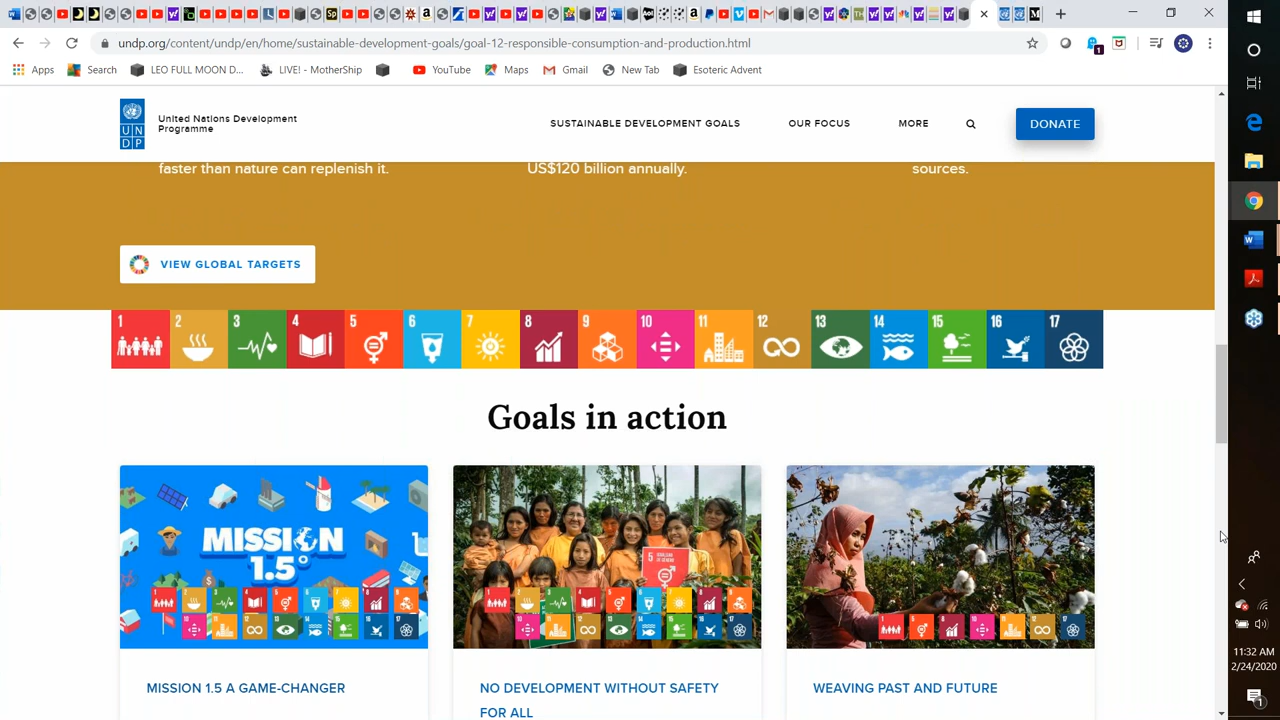 undp.org/content/undp/en/home/sustainable-development-goals/goal-12-responsible-consumption-and-production.html
Apps
Search
LEO FULL MOON D...
LIVE! - MotherShip
YouTube
Maps
Gmail
New Tab
Esoteric Advent
U N
D P
United Nations Development
Programme
SUSTAINABLE DEVELOPMENT GOALS
OUR FOCUS
MORE
DONATE
faster than nature can replenish it.
US$120 billion annually.
sources.
VIEW GLOBAL TARGETS
1 2 3 4 5 6 7 8 9 10 11 12 13 14 15 16 17
Goals in action
MISSION
1.5°
MISSION 1.5 A GAME-CHANGER
NO DEVELOPMENT WITHOUT SAFETY
FOR ALL
WEAVING PAST AND FUTURE
11:32 AM
2/24/2020